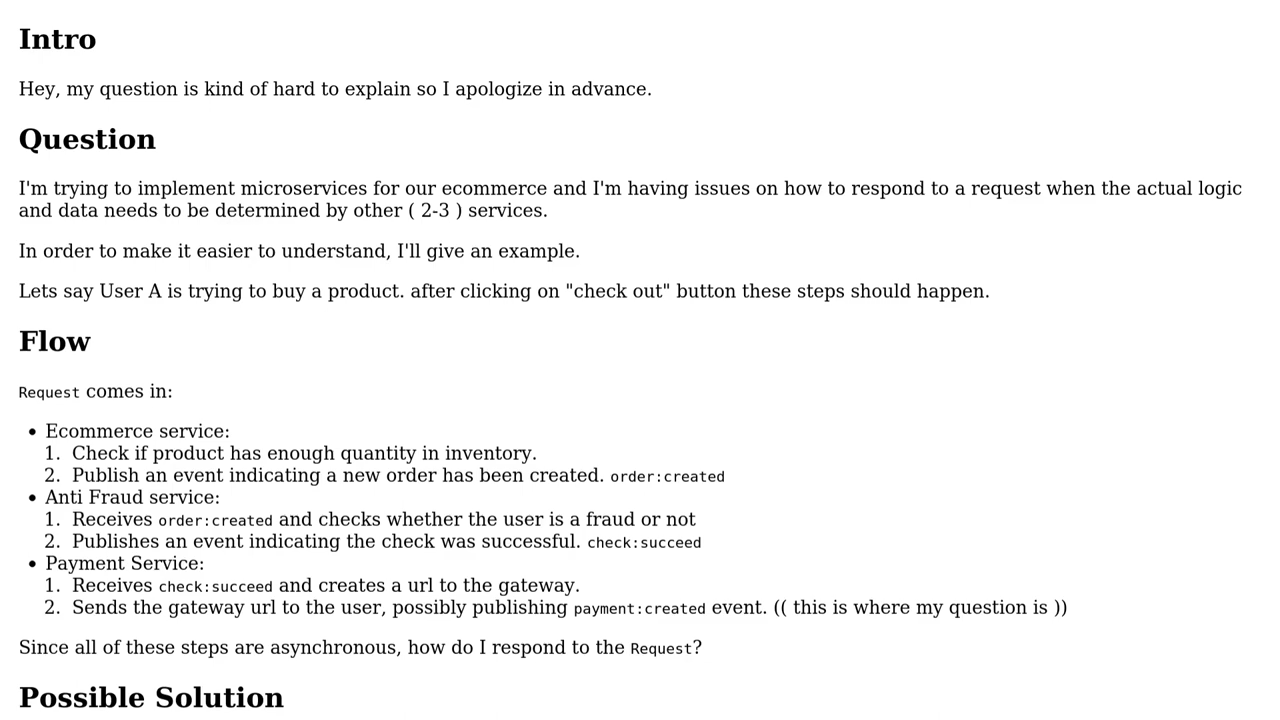 Intro
Hey, my question is kind of hard to explain so I apologize in advance.
Question
I'm trying to implement microservices for our ecommerce and I'm having issues on how to respond to a request when the actual logic
and data needs to be determined by other ( 2-3 ) services.
In order to make it easier to understand, I'll give an example.
Lets say User A is trying to buy a product. after clicking on "check out" button these steps should happen.
Flow
Request comes in:
• Ecommerce service:
1. Check if product has enough quantity in inventory.
2. Publish an event indicating a new order has been created. order:created
• Anti Fraud service:
1. Receives order:created and checks whether the user is a fraud or not
2. Publishes an event indicating the check was successful. check:succeed
• Payment Service:
1. Receives check:succeed and creates a url to the gateway.
2. Sends the gateway url to the user, possibly publishing payment:created event. (( this is where my question is ))
Since all of these steps are asynchronous, how do I respond to the Request?
Possible Solution